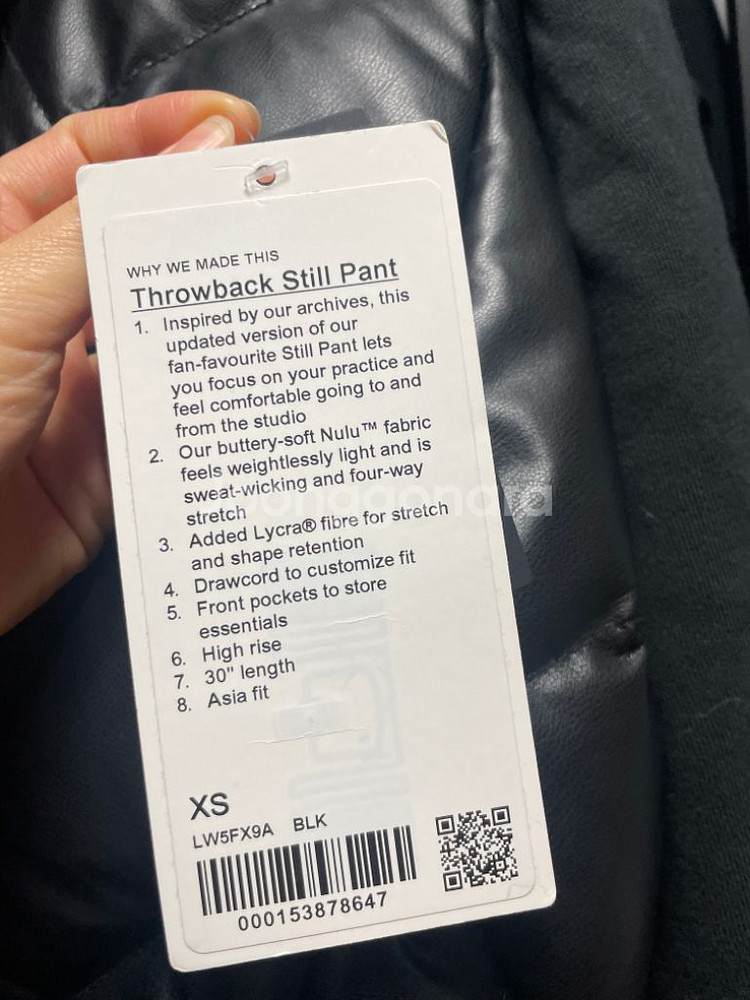 WHY WE MADE THIS
Throwback Still Pant
1. Inspired by our archives, this
updated version of our
fan-favourite Still Pant lets
you focus on your practice and
feel comfortable going to and
from the studio
2. Our buttery-soft Nulu™ fabric
feels weightlessly light and is
sweat-wicking and four-way
stretch
3. Added Lycra® fibre for stretch
and shape retention
4. Drawcord to customize fit
5. Front pockets to store
essentials
6. High rise
7. 30" length
8. Asia fit
XS
LW5FX9A BLK
000153878647